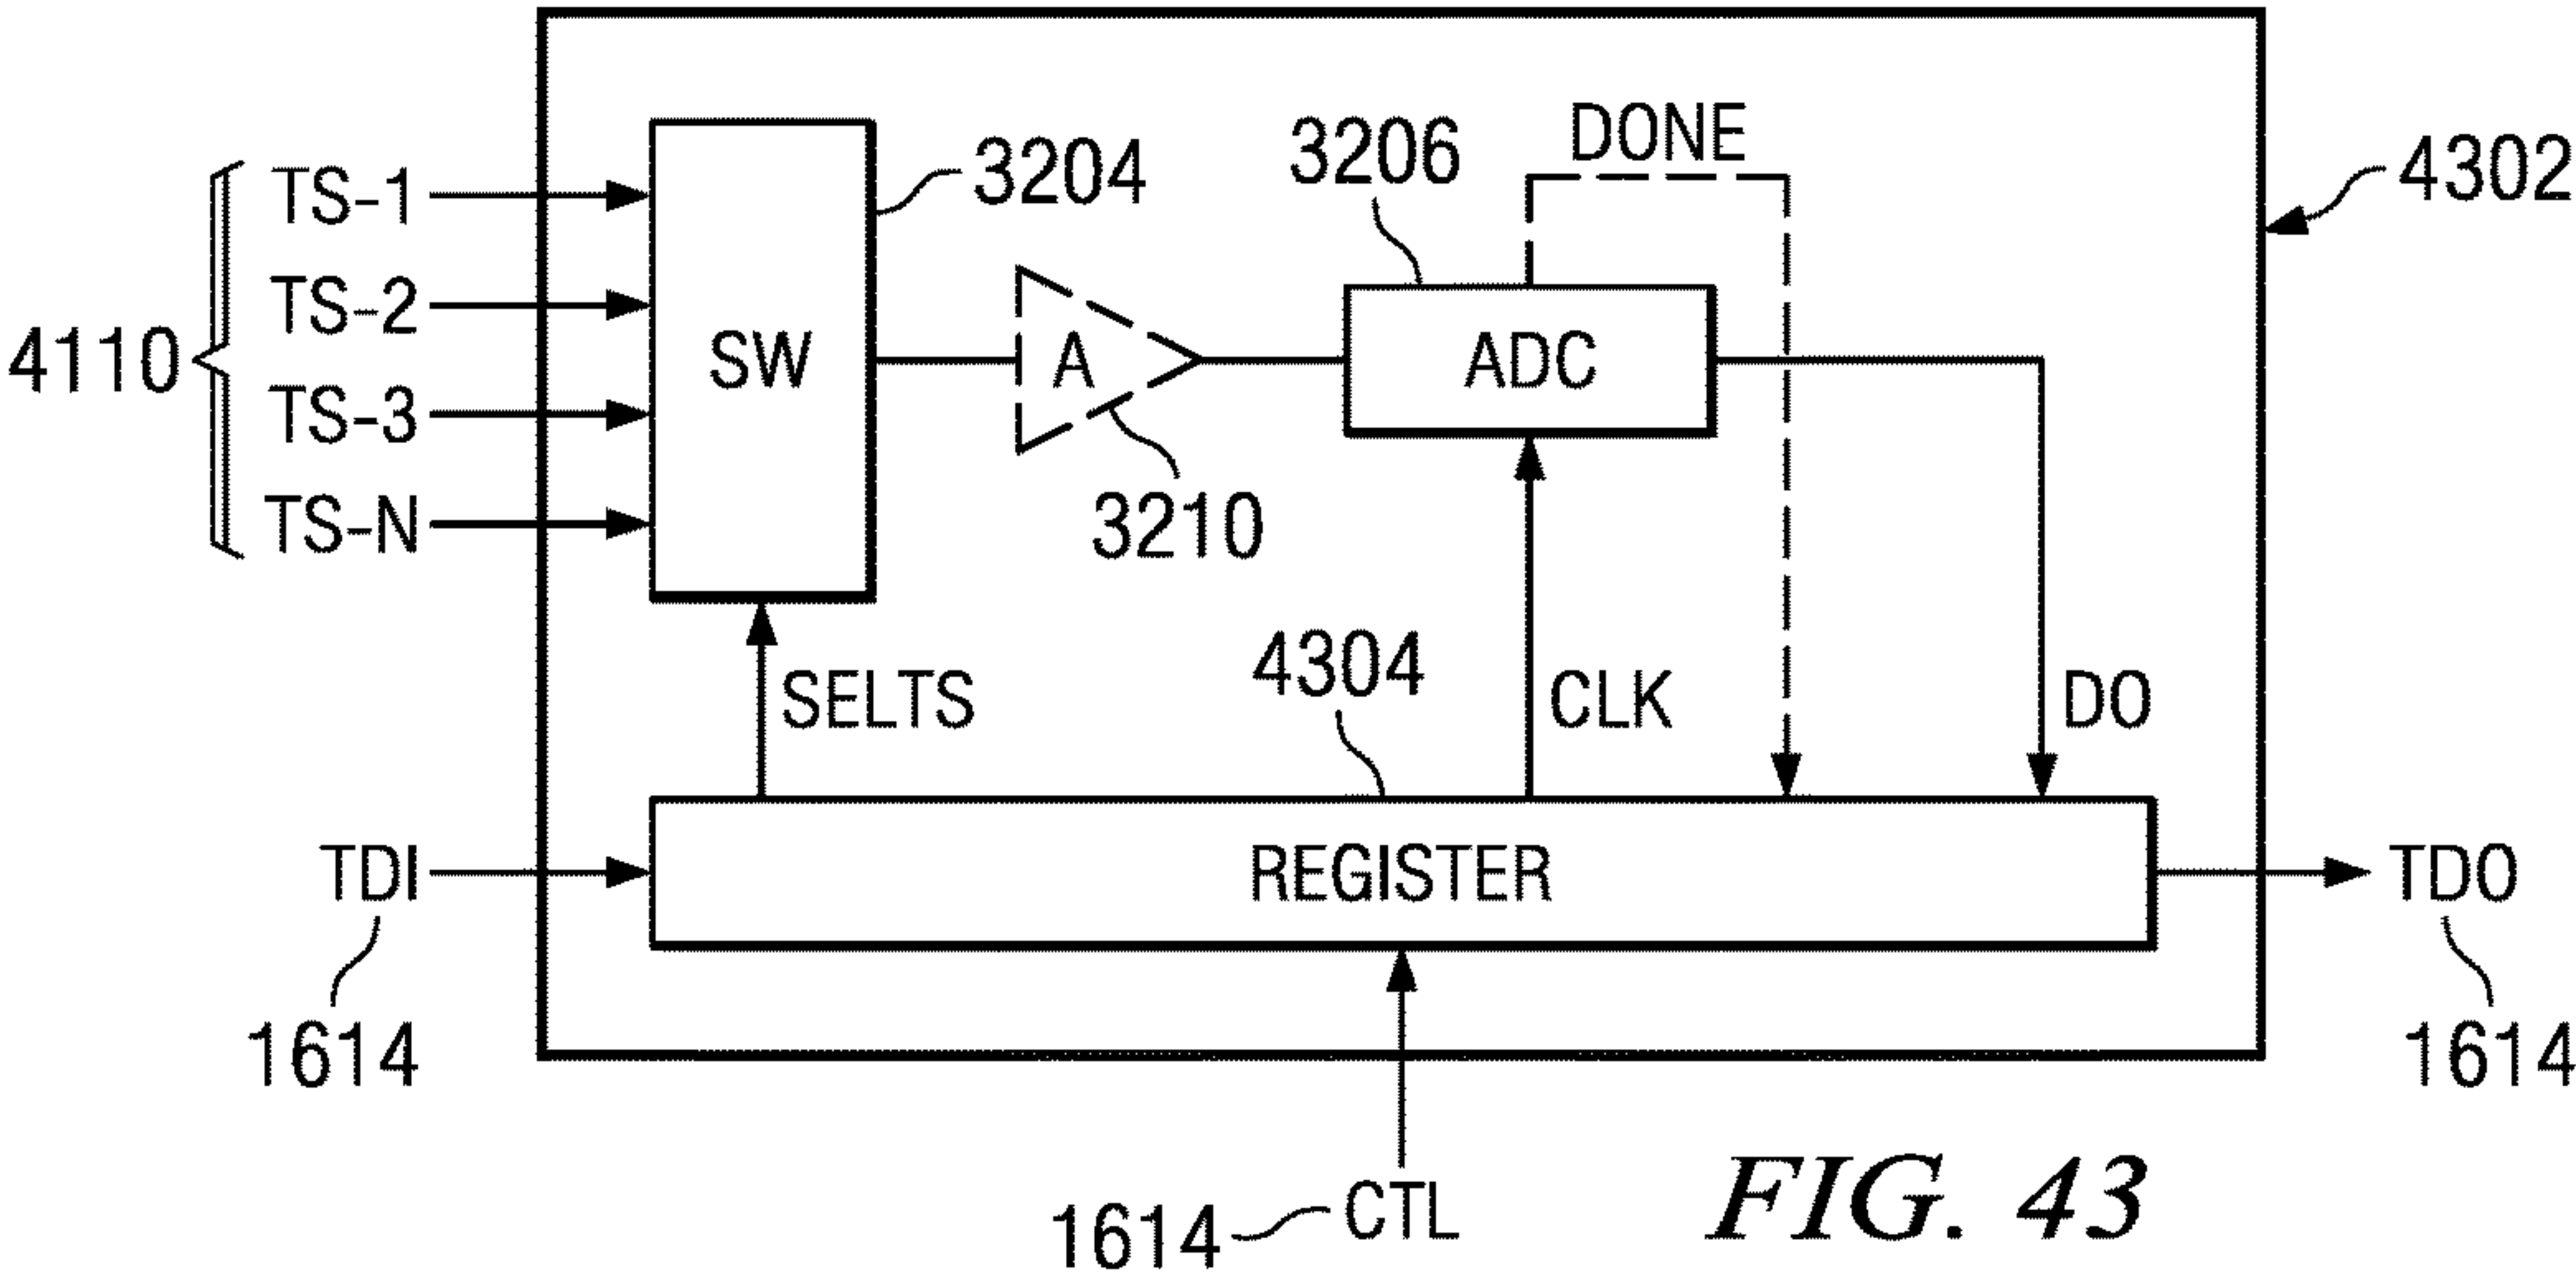 DONE
3206
3204
4302
TS-1
TS-2
TS-3
TS-N
4110
SW
A
ADC
3210
4304
SELTS
CLK
DO
TDI
REGISTER
TDO
1614
1614
1614
CTL
FIG. 43